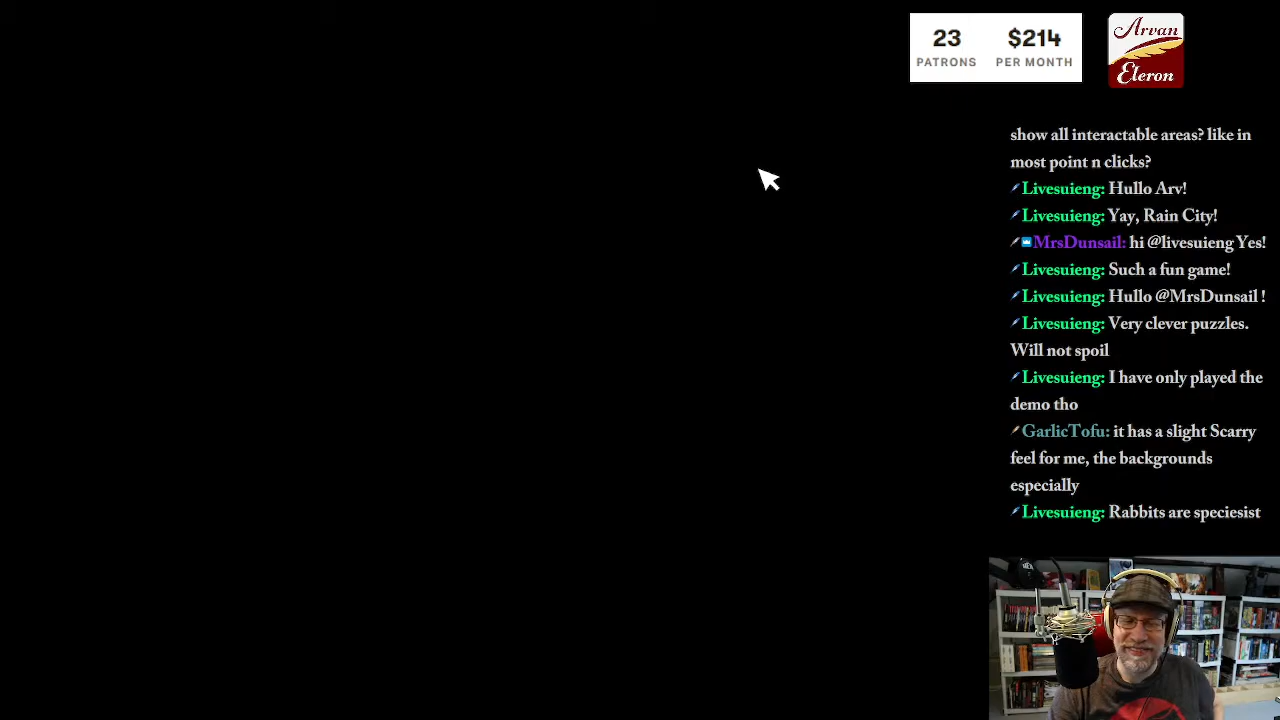 23
$214
PATRONS
PER MONTH
Arvan
Eleron
show all interactable areas? like in
most point n clicks?
Livesuieng: Hullo Arv!
Livesuieng: Yay, Rain City!
MrsDunsail: hi @livesuieng Yes!
Livesuieng: Such a fun game!
Livesuieng: Hullo @MrsDunsail !
Livesuieng: Very clever puzzles.
Will not spoil
Livesuieng: I have only played the
demo tho
GarlicTofu: it has a slight Scarry
feel for me, the backgrounds
especially
Livesuieng: Rabbits are speciesist